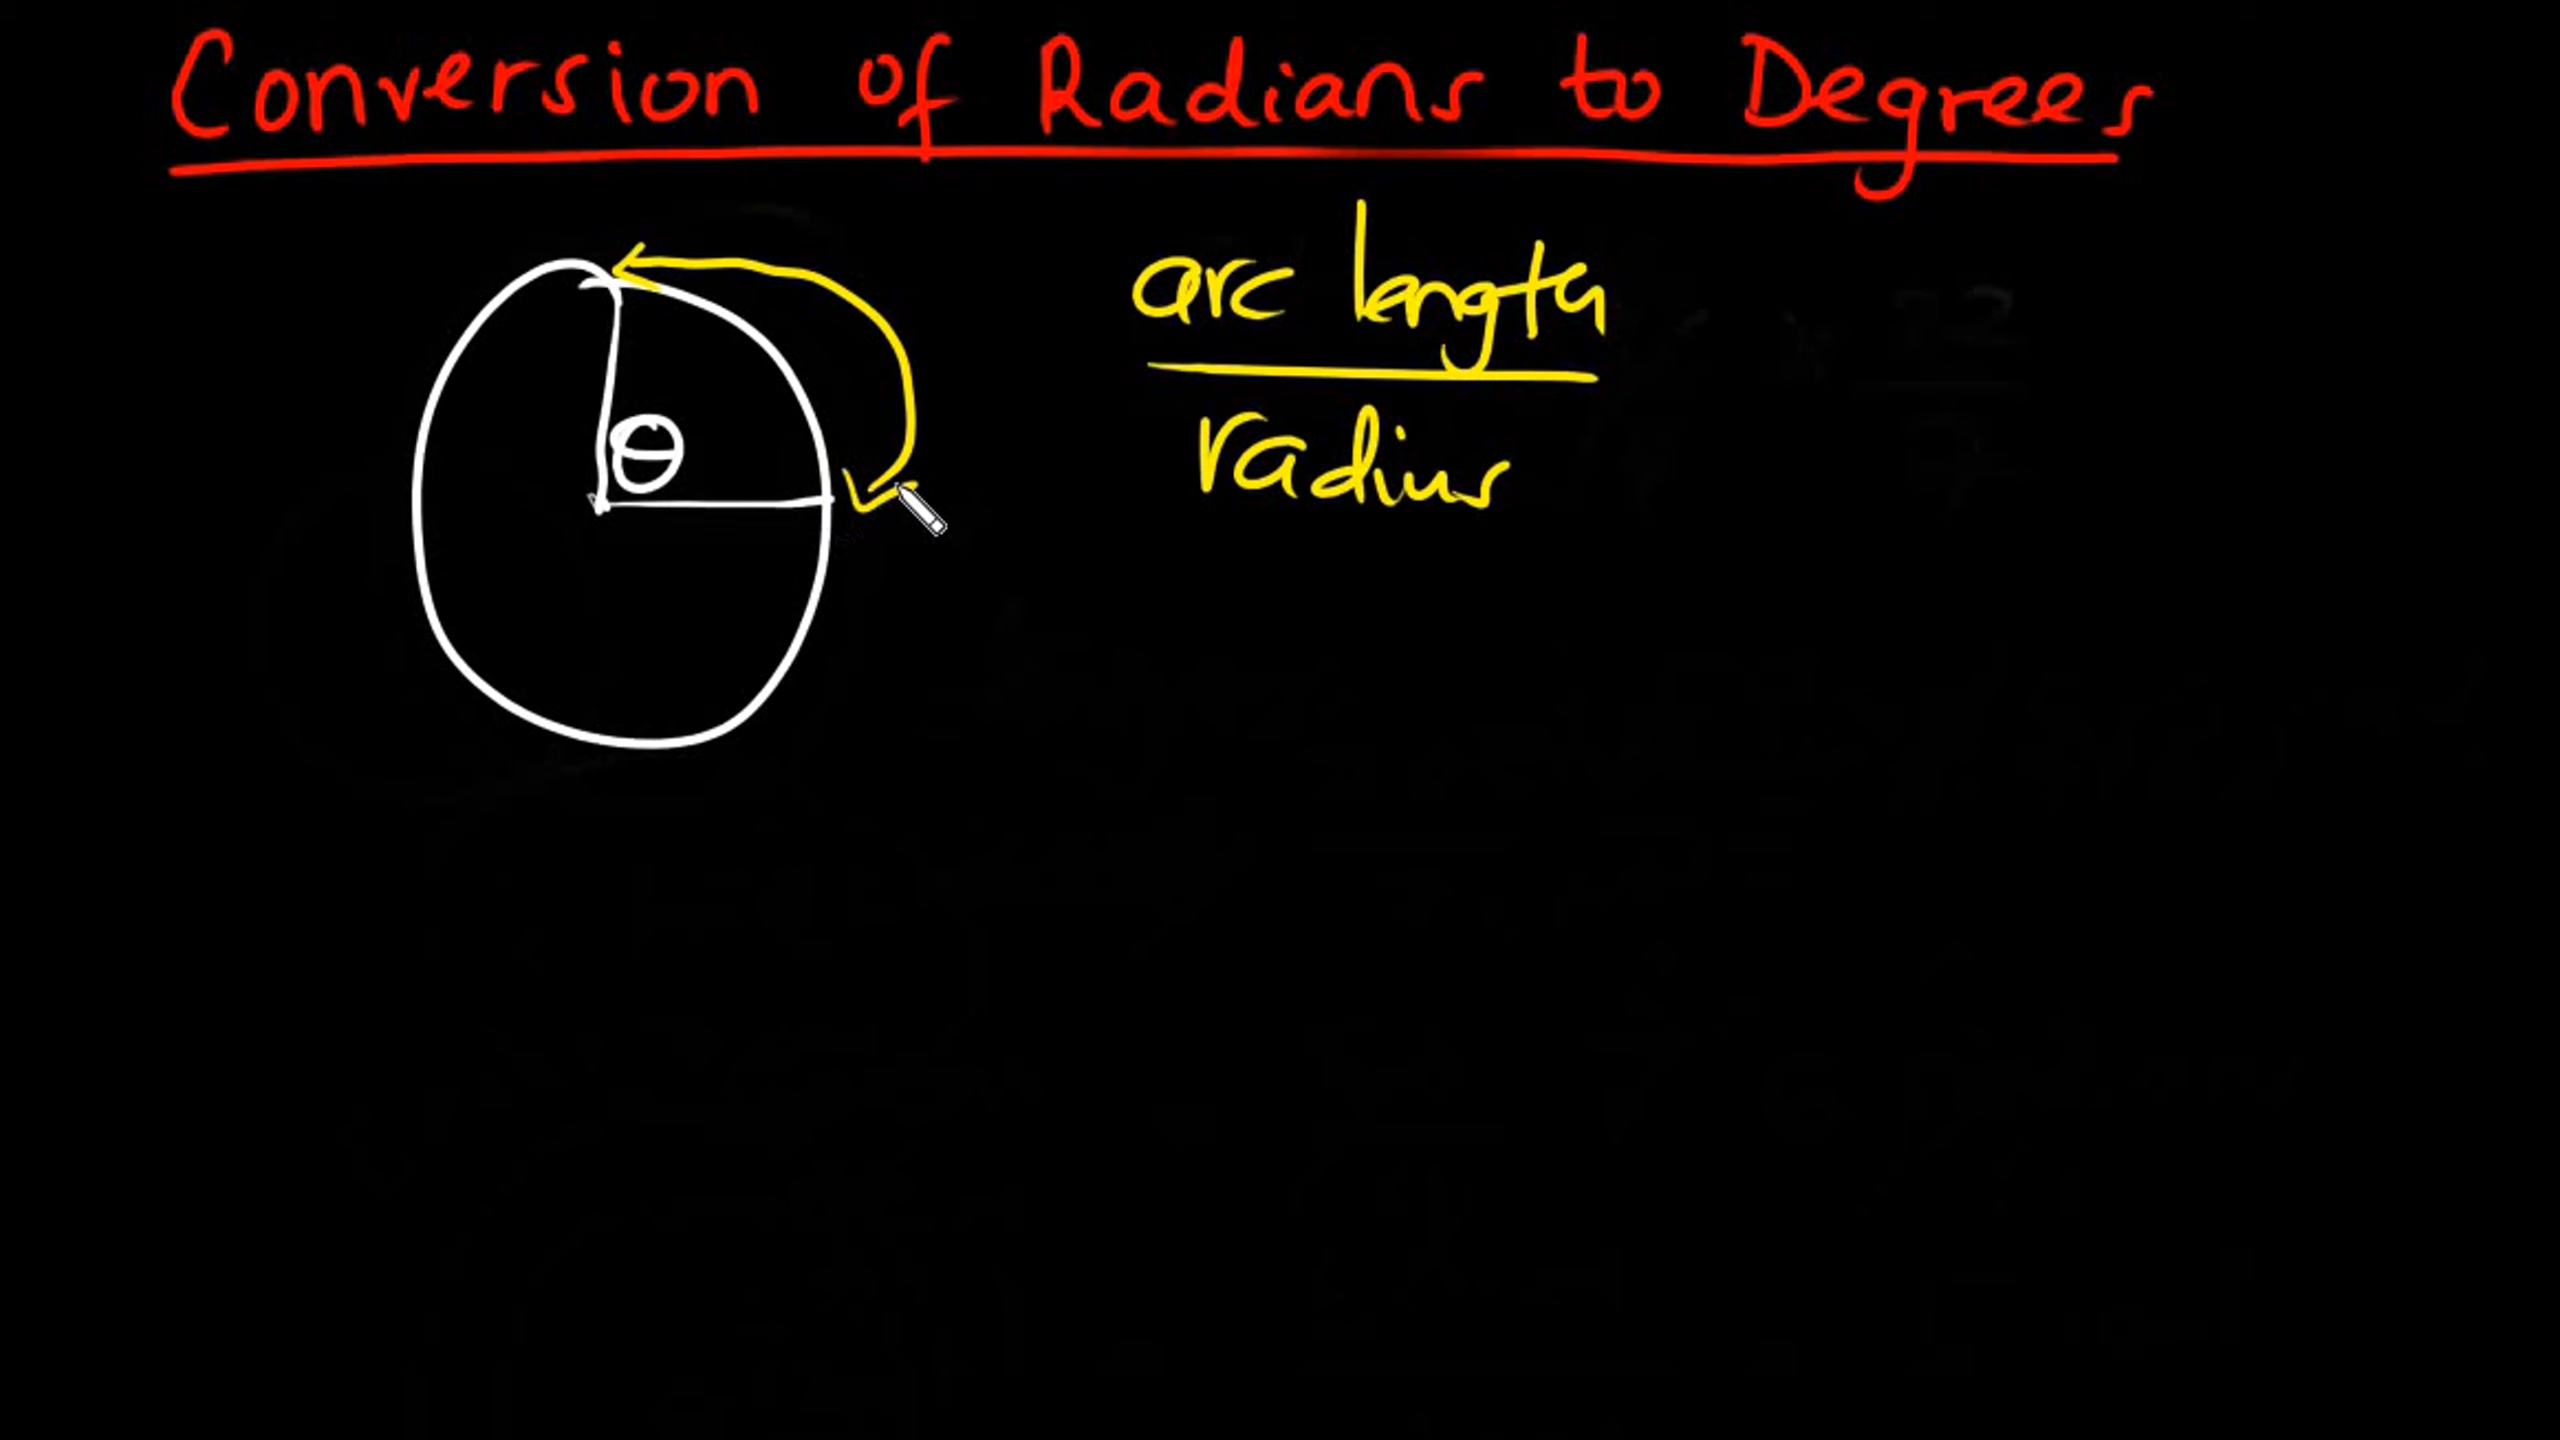 Conversion of Radians to Degrees
arc length
radius
θ